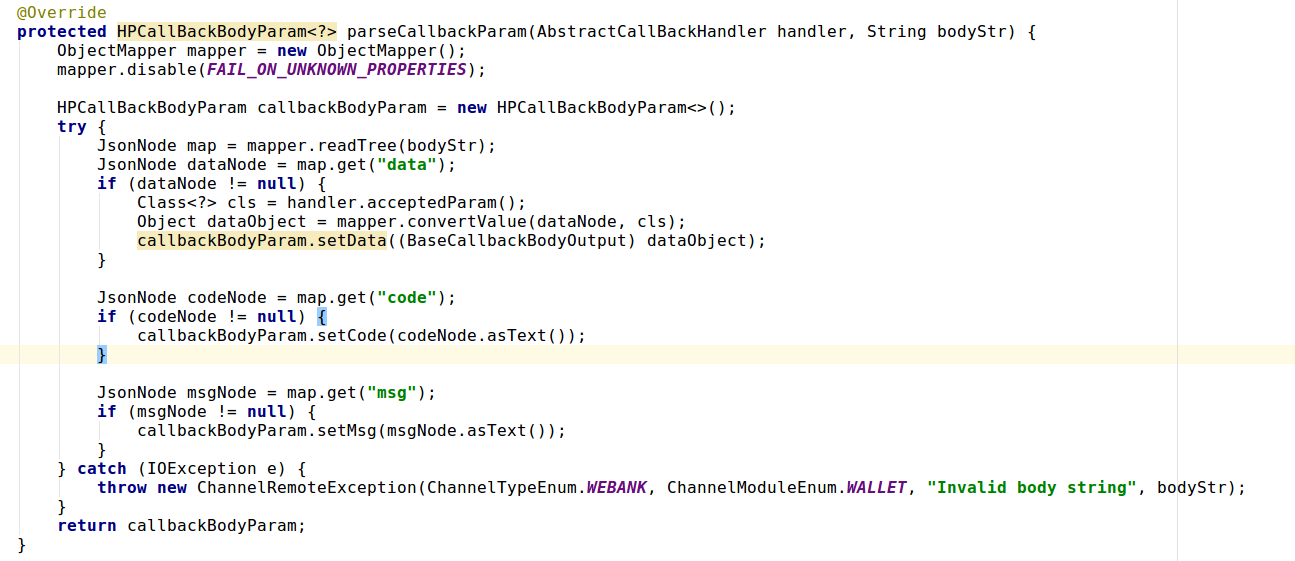 @Override
protected HPCallBackBodyParam<?> parseCallbackParam(AbstractCallBackHandler handler, String bodyStr) {
    ObjectMapper mapper = new ObjectMapper();
    mapper.disable(FAIL_ON_UNKNOWN_PROPERTIES);

    HPCallBackBodyParam callbackBodyParam = new HPCallBackBodyParam<>();
    try {
        JsonNode map = mapper.readTree(bodyStr);
        JsonNode dataNode = map.get("data");
        if (dataNode != null) {
            Class<?> cls = handler.acceptedParam();
            Object dataObject = mapper.convertValue(dataNode, cls);
            callbackBodyParam.setData((BaseCallbackBodyOutput) dataObject);
        }

        JsonNode codeNode = map.get("code");
        if (codeNode != null) {
            callbackBodyParam.setCode(codeNode.asText());
        }

        JsonNode msgNode = map.get("msg");
        if (msgNode != null) {
            callbackBodyParam.setMsg(msgNode.asText());
        }
    } catch (IOException e) {
        throw new ChannelRemoteException(ChannelTypeEnum.WEBANK, ChannelModuleEnum.WALLET, "Invalid body string", bodyStr);
    }
    return callbackBodyParam;
}